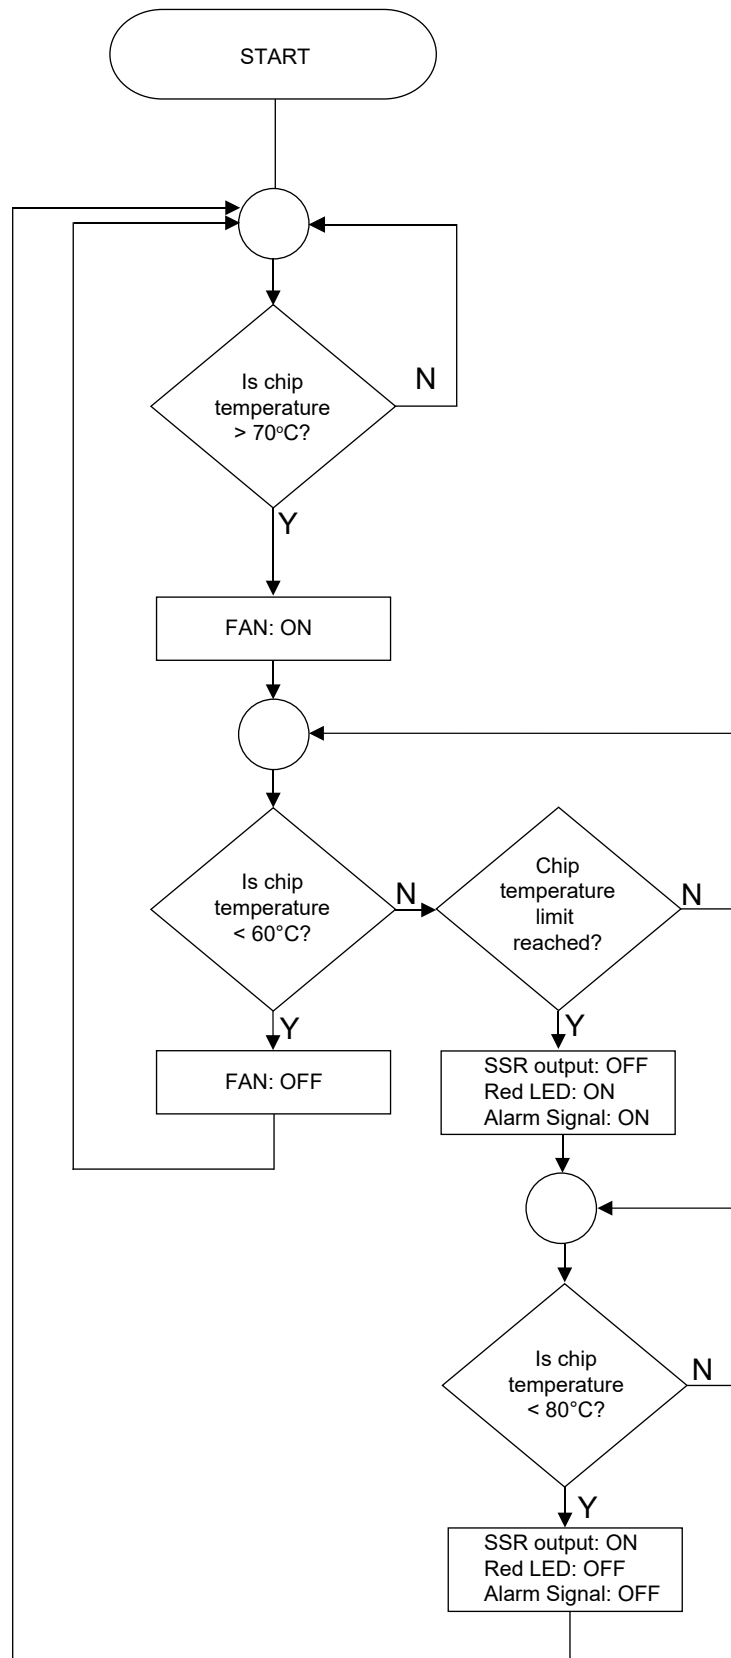 START
Is chip
temperature
> 70°C?
N
Y
FAN: ON
Is chip
temperature
< 60°C?
N
Y
Chip
temperature
limit
reached?
N
Y
FAN: OFF
SSR output: OFF
Red LED: ON
Alarm Signal: ON
Is chip
temperature
< 80°C?
N
Y
SSR output: ON
Red LED: OFF
Alarm Signal: OFF